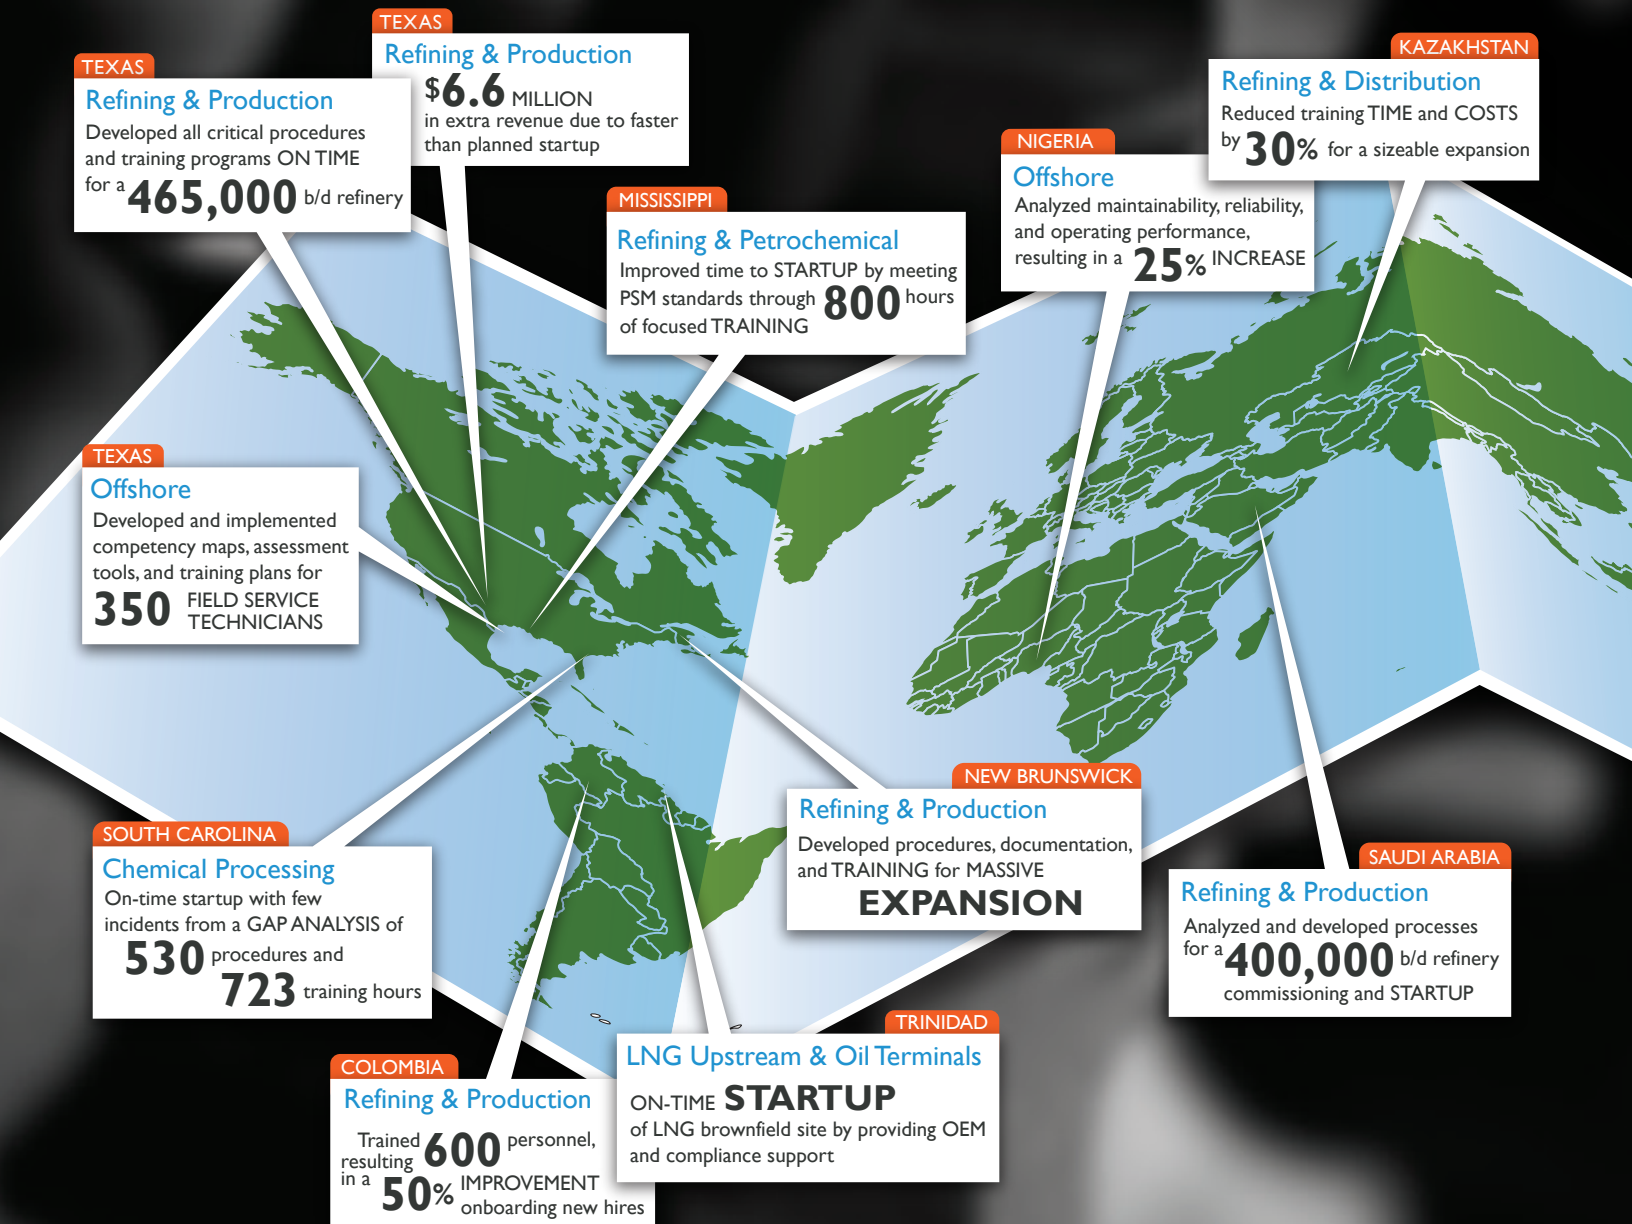 TEXAS
Refining & Production
$6.6 MILLION
in extra revenue due to faster
than planned startup
TEXAS
Refining & Production
Developed all critical procedures
and training programs ON TIME
for a 465,000 b/d refinery
KAZAKHSTAN
Refining & Distribution
Reduced training TIME and COSTS
by 30% for a sizeable expansion
NIGERIA
Offshore
Analyzed maintainability, reliability,
and operating performance,
resulting in a 25% INCREASE
MISSISSIPPI
Refining & Petrochemical
Improved time to STARTUP by meeting
PSM standards through 800 hours
of focused TRAINING
TEXAS
Offshore
Developed and implemented
competency maps, assessment
tools, and training plans for
350 FIELD SERVICE
TECHNICIANS
NEW BRUNSWICK
Refining & Production
Developed procedures, documentation,
and TRAINING for MASSIVE
EXPANSION
SOUTH CAROLINA
Chemical Processing
On-time startup with few
incidents from a GAP ANALYSIS of
530 procedures and
723 training hours
SAUDI ARABIA
Refining & Production
Analyzed and developed processes
for a 400,000 b/d refinery
commissioning and STARTUP
TRINIDAD
LNG Upstream & Oil Terminals
ON-TIME STARTUP
of LNG brownfield site by providing OEM
and compliance support
COLOMBIA
Refining & Production
Trained 600 personnel,
resulting
in a 50% IMPROVEMENT
onboarding new hires